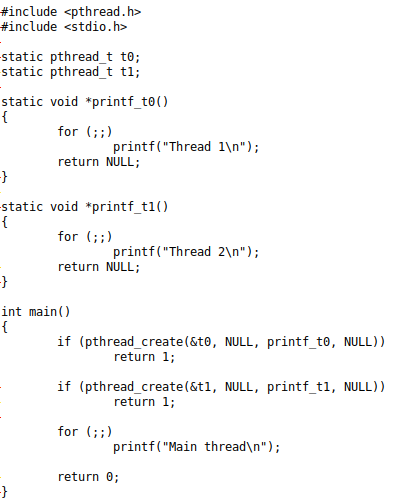 #include <pthread.h>
#include <stdio.h>

static pthread_t t0;
static pthread_t t1;

static void *printf_t0()
{
        for (;;)
                printf("Thread 1\n");
        return NULL;
}

static void *printf_t1()
{
        for (;;)
                printf("Thread 2\n");
        return NULL;
}

int main()
{
        if (pthread_create(&t0, NULL, printf_t0, NULL))
                return 1;

        if (pthread_create(&t1, NULL, printf_t1, NULL))
                return 1;

        for (;;)
                printf("Main thread\n");

        return 0;
}